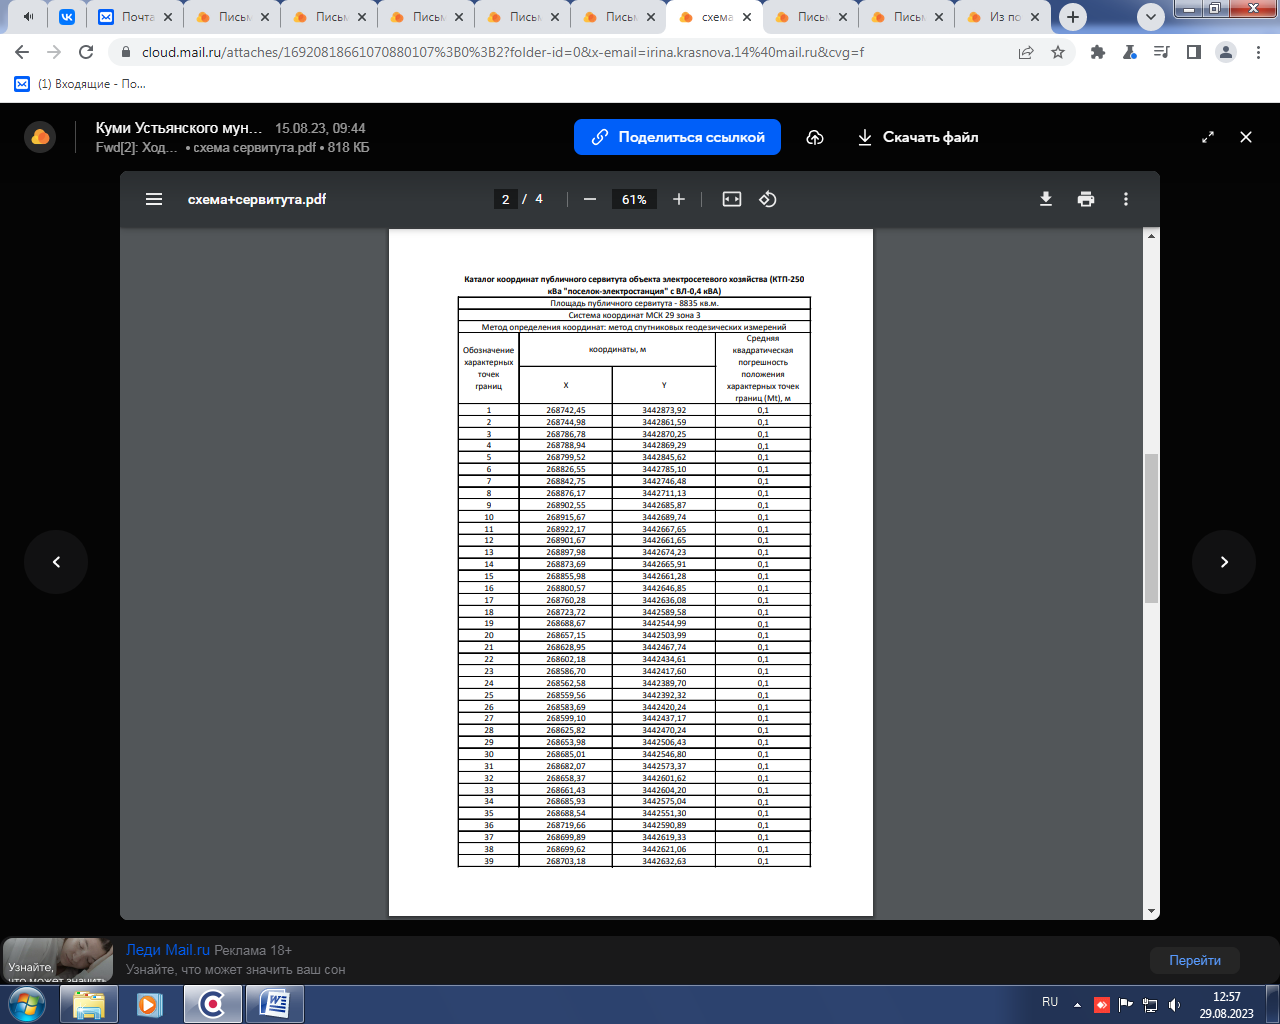 Почта
Письм
Письм
Письм
Письм
Письм
схема
Письм
Письм
Из по
cloud.mail.ru/attaches/16920818661070880107%3B0%3B2?folder-id=0&x-email=irina.krasnova.14%40mail.ru&cvg=f
(1) Входящие - По...
Куми Устьянского мун... 15.08.23, 09:44
Fwd[2]: Ход... • схема сервитута.pdf • 818 КБ
Поделиться ссылкой
Скачать файл
схема+сервитута.pdf
2 / 4
61%
Каталог координат публичного сервитута объекта электросетевого хозяйства (КТП-250
кВа "поселок-электростанция" с ВЛ-0,4 кВА)
Площадь публичного сервитута - 8835 кв.м.
Система координат МСК 29 зона 3
Метод определения координат: метод спутниковых геодезических измерений
Обозначение характерных точек границ
координаты, м
X
Y
Средняя квадратическая погрешность положения характерных точек границ (Mt), м
1 268742,45 3442873,92 0,1
2 268744,98 3442861,59 0,1
3 268786,78 3442870,25 0,1
4 268788,94 3442869,29 0,1
5 268799,52 3442845,62 0,1
6 268826,55 3442785,10 0,1
7 268842,75 3442746,48 0,1
8 268876,17 3442711,13 0,1
9 268902,55 3442685,87 0,1
10 268915,67 3442689,74 0,1
11 268922,17 3442667,65 0,1
12 268901,67 3442661,65 0,1
13 268897,98 3442674,23 0,1
14 268873,69 3442665,91 0,1
15 268855,98 3442661,28 0,1
16 268800,57 3442646,85 0,1
17 268760,28 3442636,08 0,1
18 268723,72 3442589,58 0,1
19 268688,67 3442544,99 0,1
20 268657,15 3442503,99 0,1
21 268628,95 3442467,74 0,1
22 268602,18 3442434,61 0,1
23 268586,70 3442417,60 0,1
24 268562,58 3442389,70 0,1
25 268559,56 3442392,32 0,1
26 268583,69 3442420,24 0,1
27 268599,10 3442437,17 0,1
28 268625,82 3442470,24 0,1
29 268653,98 3442506,43 0,1
30 268685,01 3442546,80 0,1
31 268682,07 3442573,37 0,1
32 268658,37 3442601,62 0,1
33 268661,43 3442604,20 0,1
34 268685,93 3442575,04 0,1
35 268688,54 3442551,30 0,1
36 268719,66 3442590,89 0,1
37 268699,89 3442619,33 0,1
38 268699,62 3442621,06 0,1
39 268703,18 3442632,63 0,1
Узнайте,
что может значить
Леди Mail.ru Реклама 18+
Узнайте, что может значить ваш сон
Перейти
RU
12:57
29.08.2023